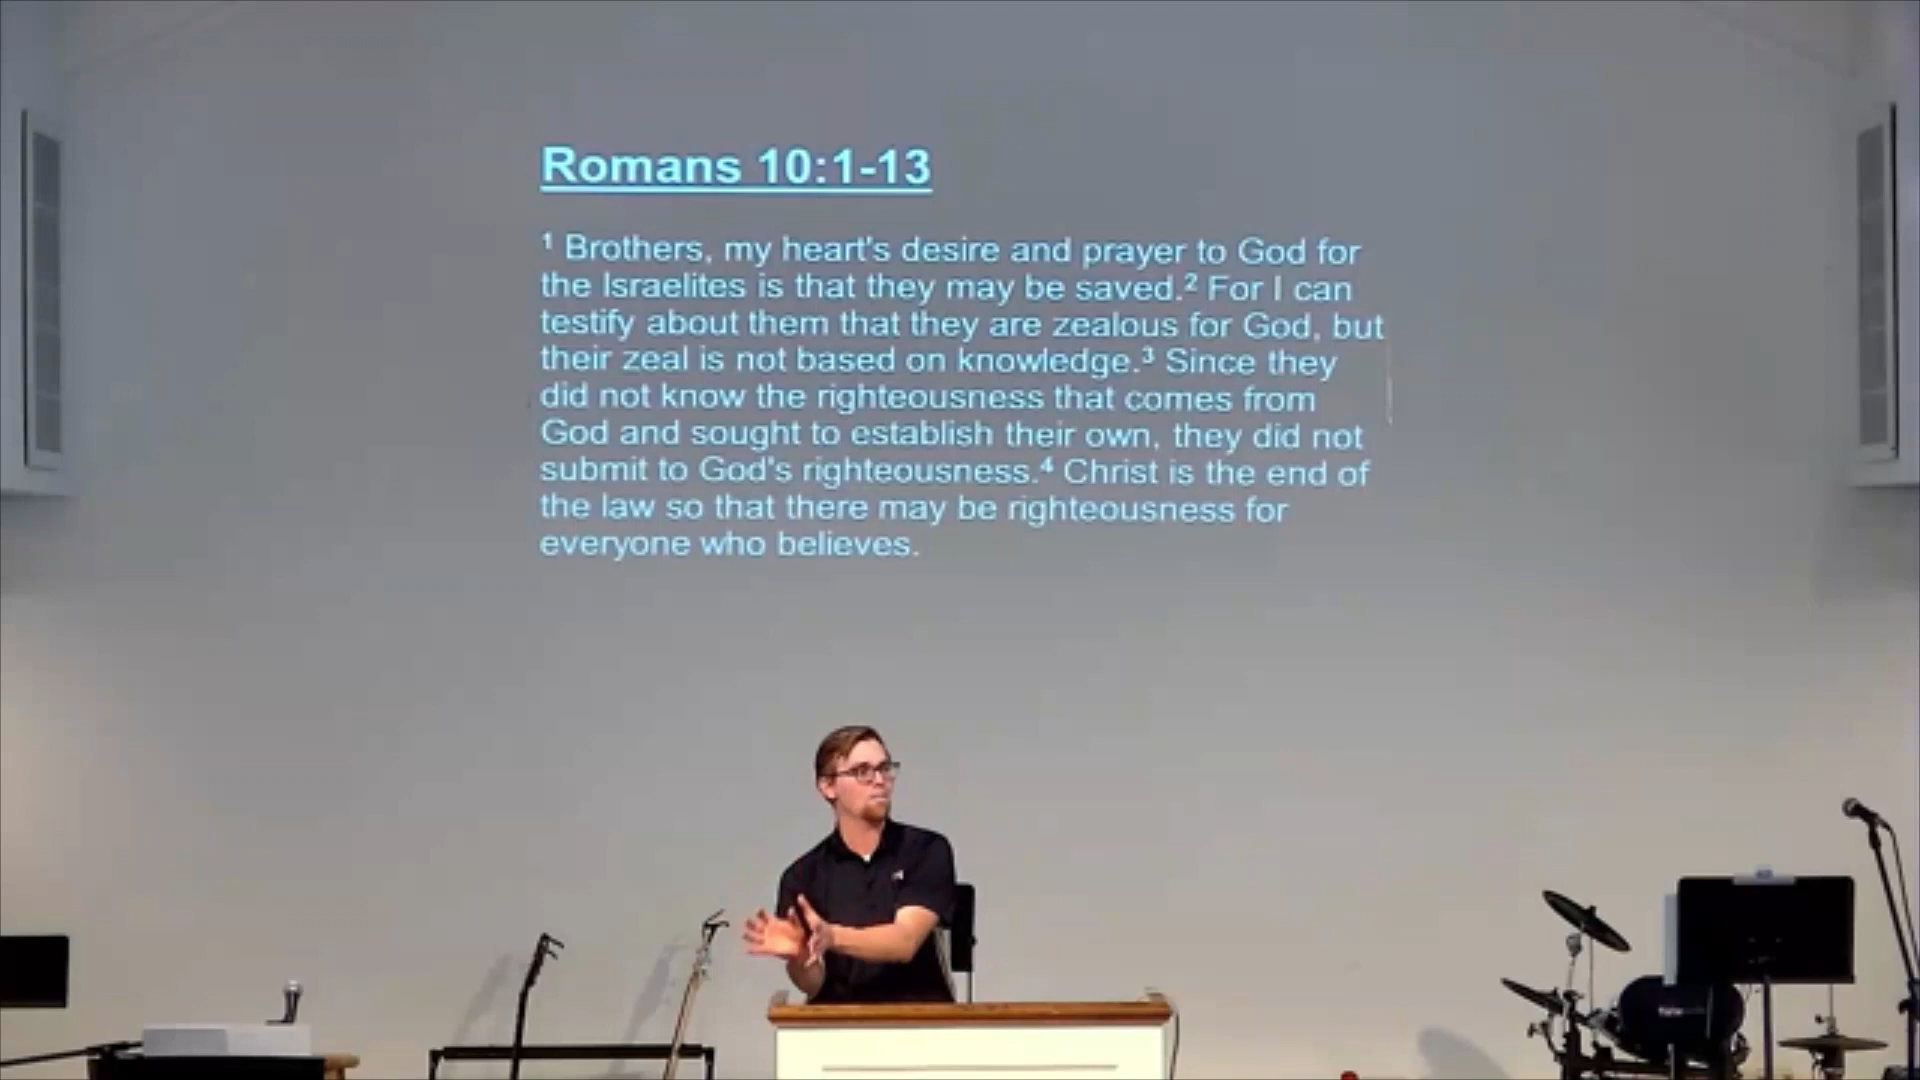 Romans 10:1-13
¹ Brothers, my heart's desire and prayer to God for
the Israelites is that they may be saved.² For I can
testify about them that they are zealous for God, but
their zeal is not based on knowledge.³ Since they
did not know the righteousness that comes from
God and sought to establish their own, they did not
submit to God's righteousness.⁴ Christ is the end of
the law so that there may be righteousness for
everyone who believes.